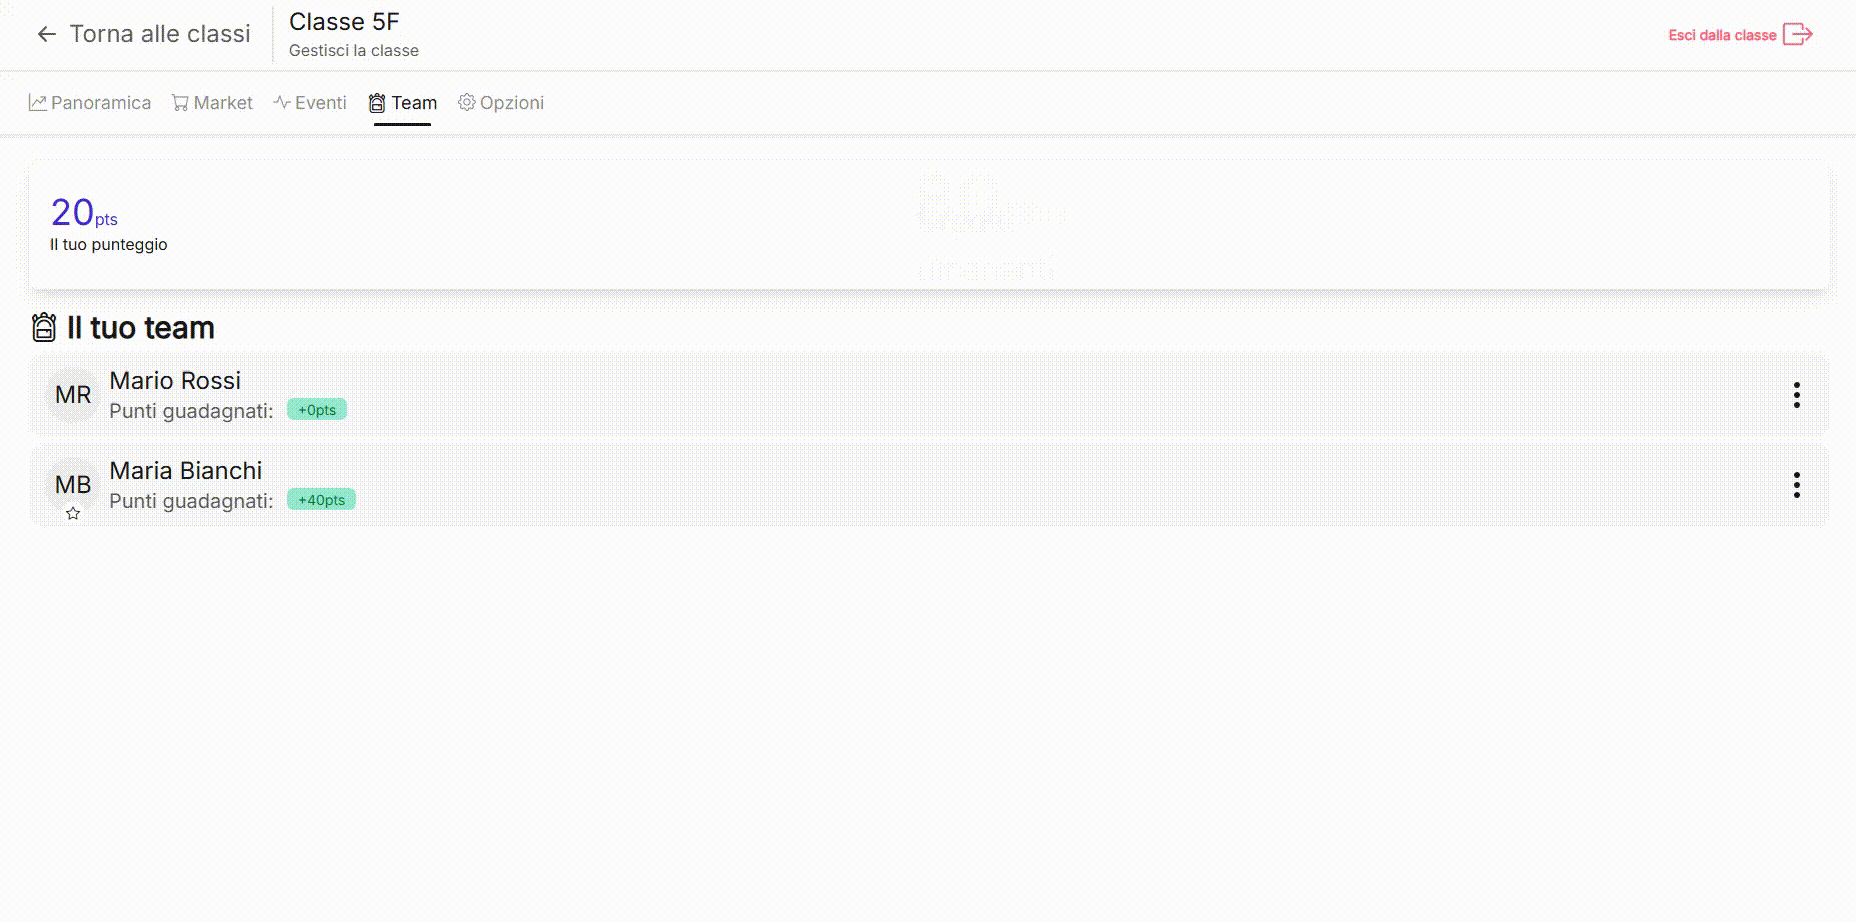 Torna alle classi
Classe 5F
Gestisci la classe
Esci dalla classe
Panoramica
Market
Eventi
Team
Opzioni
20pts
Il tuo punteggio
Il tuo team
MR
Mario Rossi
Punti guadagnati: +0pts
MB
Maria Bianchi
Punti guadagnati: +40pts